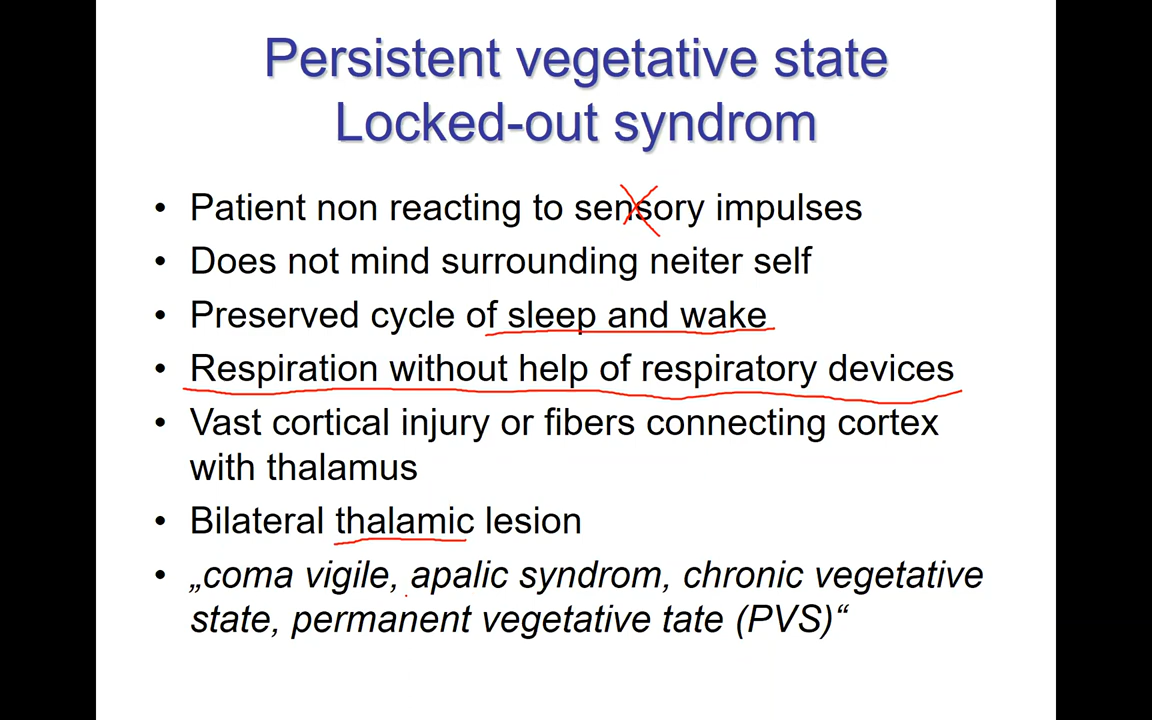 Persistent vegetative state
Locked-out syndrom
• Patient non reacting to sensory impulses
• Does not mind surrounding neiter self
• Preserved cycle of sleep and wake
• Respiration without help of respiratory devices
• Vast cortical injury or fibers connecting cortex
with thalamus
• Bilateral thalamic lesion
• „coma vigile, apalic syndrom, chronic vegetative
state, permanent vegetative tate (PVS)“